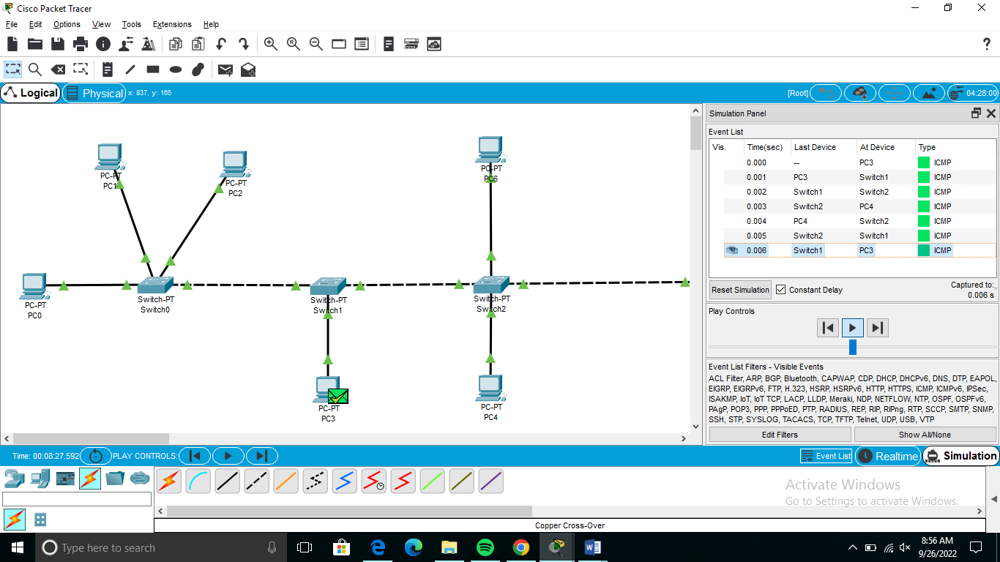 Cisco Packet Tracer
File Edit Options View Tools Extensions Help
?
Logical Physical x: 837, y: 165 [Root] 04:28:00
Simulation Panel
Event List
Vis. Time(sec) Last Device At Device Type
0.000 -- PC3 ICMP
0.001 PC3 Switch1 ICMP
0.002 Switch1 Switch2 ICMP
0.003 Switch2 PC4 ICMP
0.004 PC4 Switch2 ICMP
0.005 Switch2 Switch1 ICMP
0.006 Switch1 PC3 ICMP
Reset Simulation Constant Delay Captured to:
0.006 s
Play Controls
Event List Filters - Visible Events
ACL Filter, ARP, BGP, Bluetooth, CAPWAP, CDP, DHCP, DHCPv6, DNS, DTP, EAPOL,
EIGRP, EIGRPv6, FTP, H.323, HSRP, HSRPv6, HTTP, HTTPS, ICMP, ICMPv6, IPSec,
ISAKMP, IoT, IoT TCP, LACP, LLDP, Meraki, NDP, NETFLOW, NTP, OSPF, OSPFv6,
PAgP, POP3, PPP, PPPoED, PTP, RADIUS, REP, RIP, RIPng, RTP, SCCP, SMTP, SNMP,
SSH, STP, SYSLOG, TACACS, TCP, TFTP, Telnet, UDP, USB, VTP
Edit Filters Show All/None
PC-PT
PC1
PC-PT
PC2
PC-PT
PC6
PC-PT
PC0
Switch-PT
Switch0
Switch-PT
Switch1
Switch-PT
Switch2
PC-PT
PC3
PC-PT
PC4
Time: 00:08:27.592 PLAY CONTROLS: Event List Realtime Simulation
Activate Windows
Go to Settings to activate Windows.
Copper Cross-Over
Type here to search
8:56 AM
9/26/2022